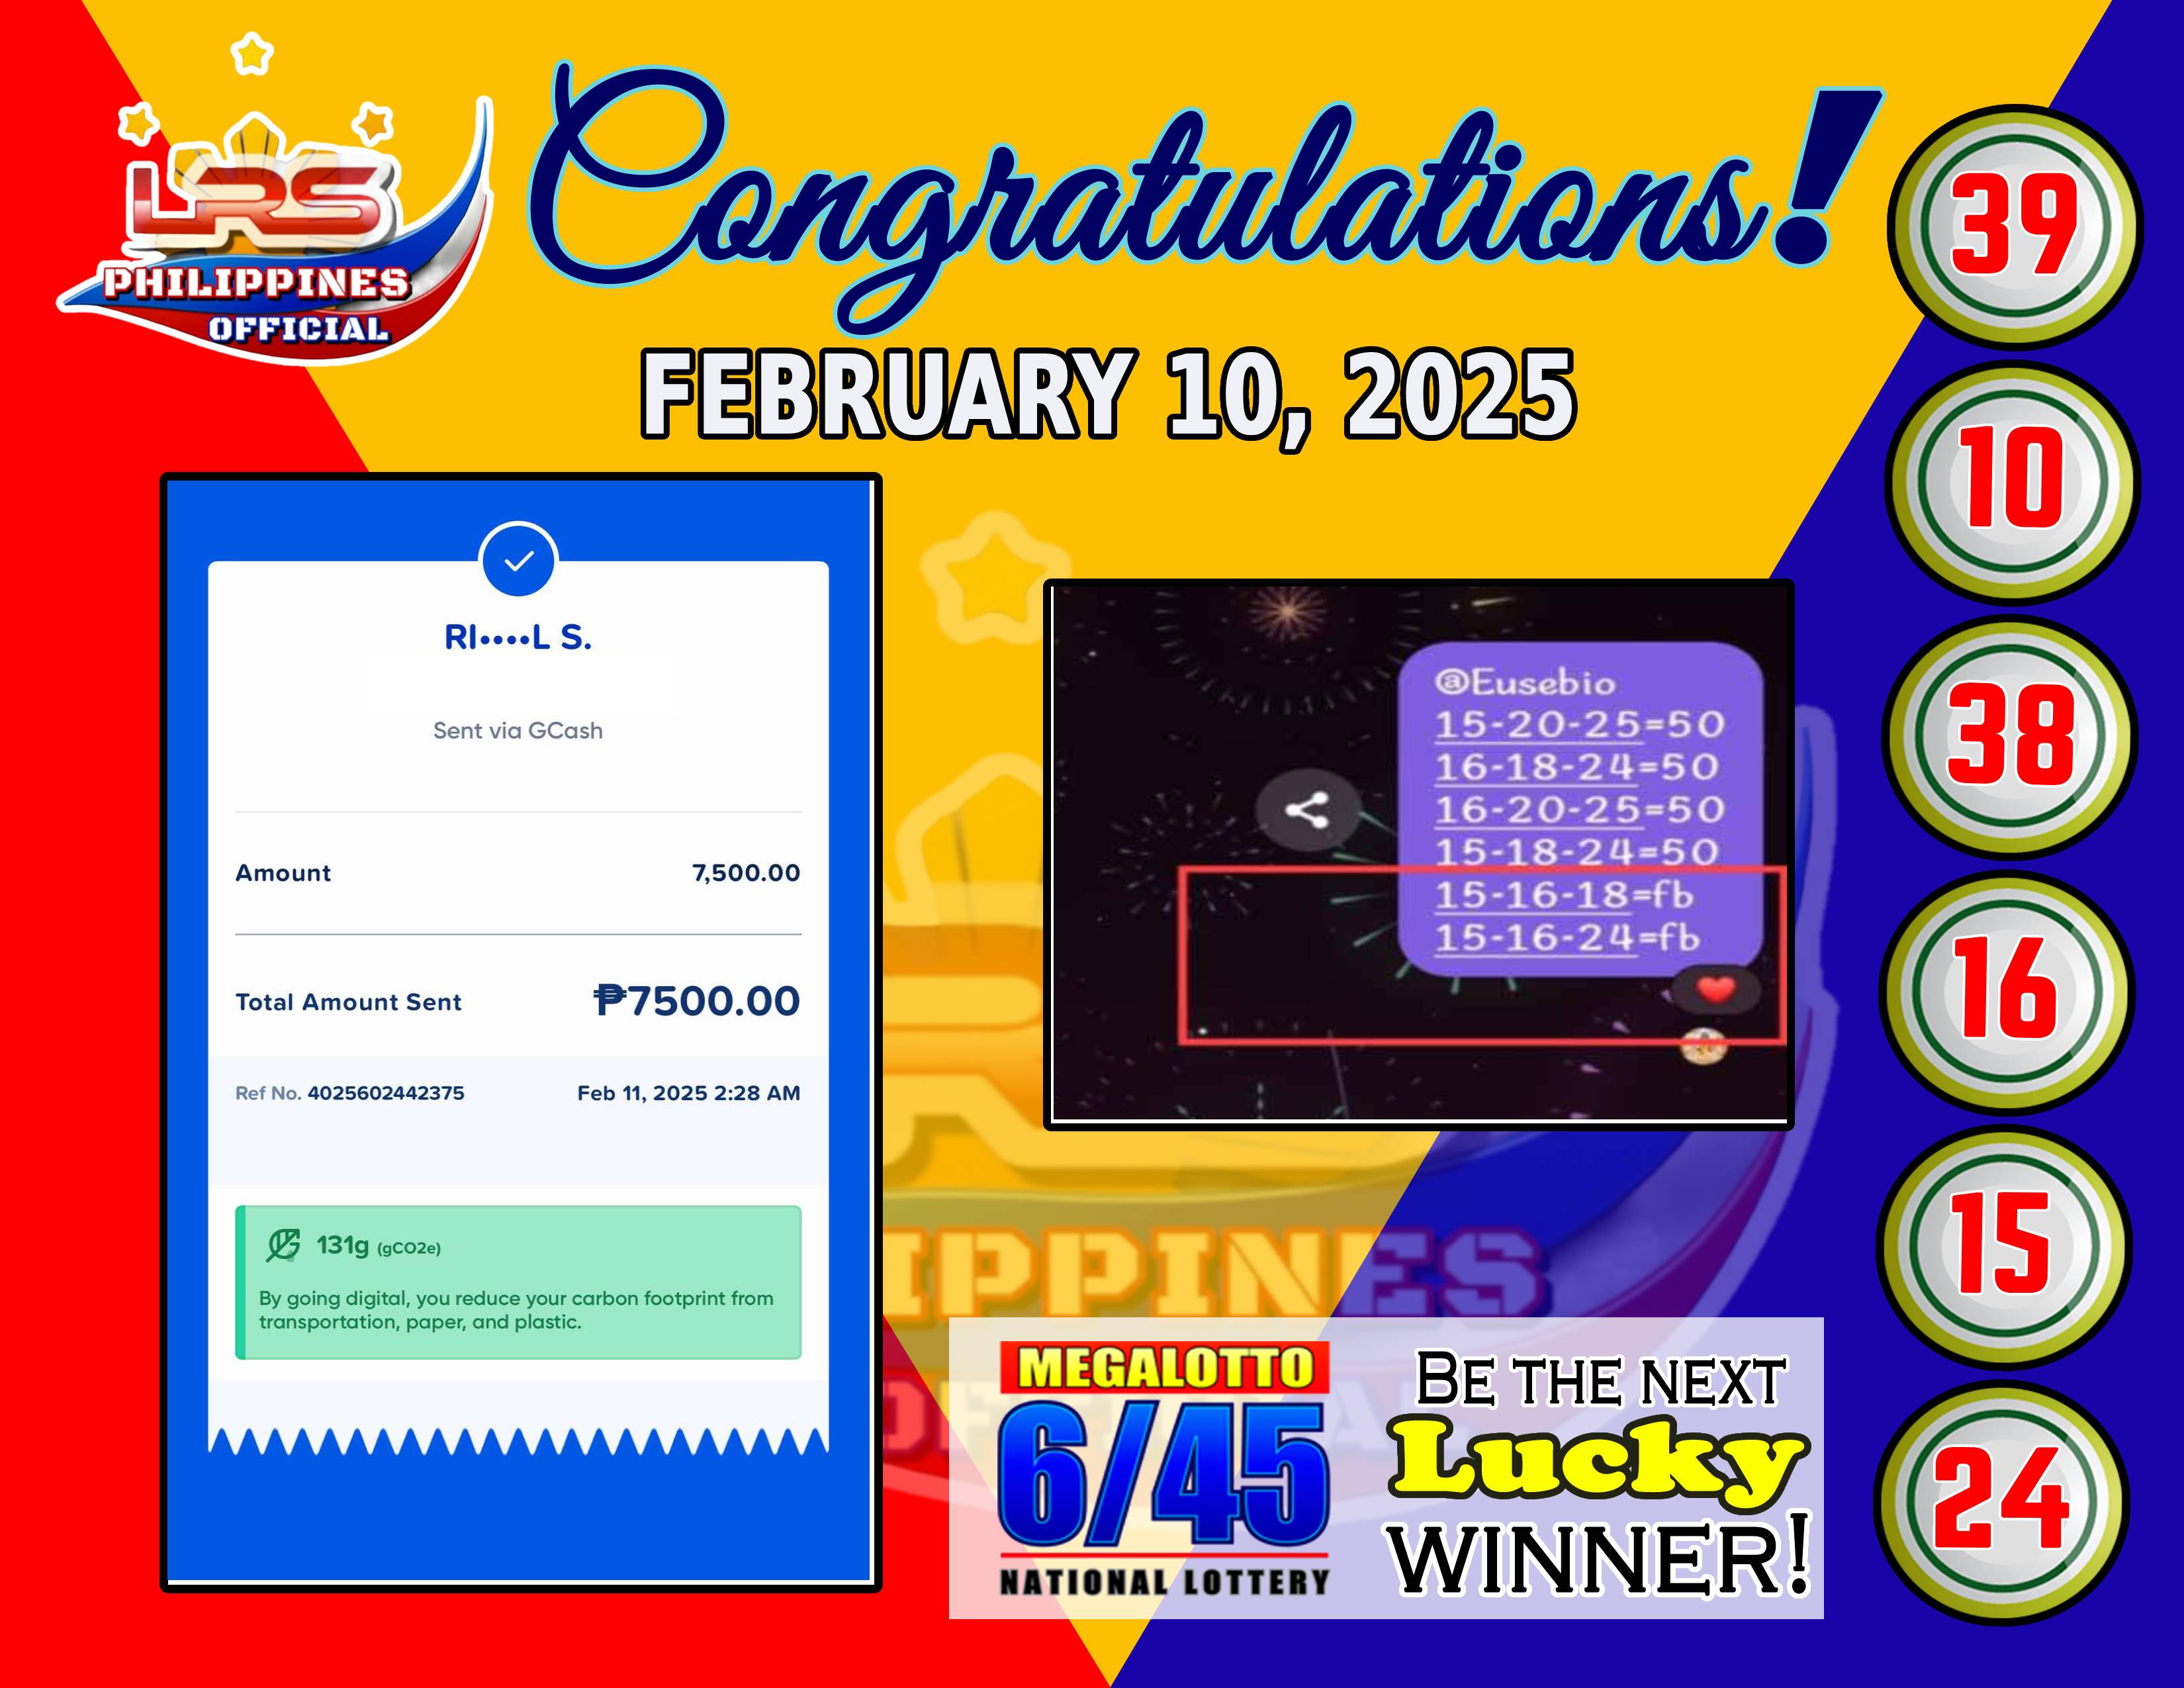 LRS
PHILIPPINES
OFFICIAL
Congratulations!
FEBRUARY 10, 2025
RI••••L S.
Sent via GCash
Amount 7,500.00
Total Amount Sent ₱7500.00
Ref No. 4025602442375 Feb 11, 2025 2:28 AM
131g (gCO2e)
By going digital, you reduce your carbon footprint from
transportation, paper, and plastic.
@Eusebio
15-20-25=50
16-18-24=50
16-20-25=50
15-18-24=50
15-16-18=fb
15-16-24=fb
MEGALOTTO
6/45
NATIONAL LOTTERY
BE THE NEXT
Lucky
WINNER!
39
10
38
16
15
24